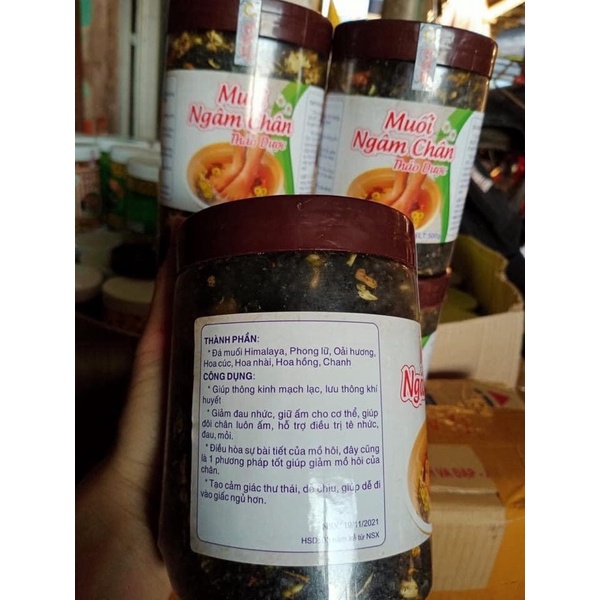 Muối
Ngâm Chân
Thảo Dược
Muối
Ngâm Chân
Thảo Dược
THÀNH PHẦN:
* Đá muối Himalaya, Phong lữ, Oải hương,
Hoa cúc, Hoa nhài, Hoa hồng, Chanh
CÔNG DỤNG:
* Giúp thông kinh mạch lạc, lưu thông khí
huyết
* Giảm đau nhức, giữ ấm cho cơ thể, giúp
đôi chân luôn ấm, hỗ trợ điều trị tê nhức,
đau, mỏi.
* Điều hòa sự bài tiết của mồ hôi, đây cũng
là 1 phương pháp tốt giúp giảm mồ hôi của
chân.
* Tạo cảm giác thư thái, dễ chịu, giúp dễ đi
vào giấc ngủ hơn.
/11/2021
từ NSX